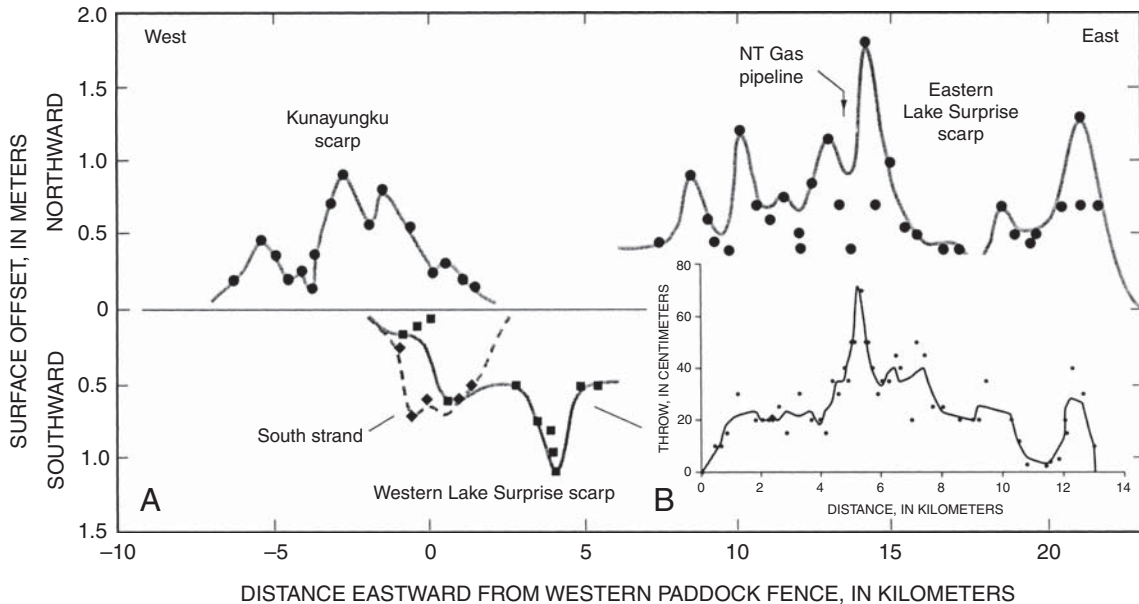 SURFACE OFFSET, IN METERS
NORTHWARD
SOUTHWARD
2.0
1.5
1.0
0.5
0
0.5
1.0
1.5
West
East
Kunayungku
scarp
NT Gas
pipeline
Eastern
Lake Surprise
scarp
South strand
Western Lake Surprise scarp
A
B
THROW, IN CENTIMETERS
80
60
40
20
0
0
2
4
6
8
10
12
14
DISTANCE, IN KILOMETERS
–10
–5
0
5
10
15
20
DISTANCE EASTWARD FROM WESTERN PADDOCK FENCE, IN KILOMETERS